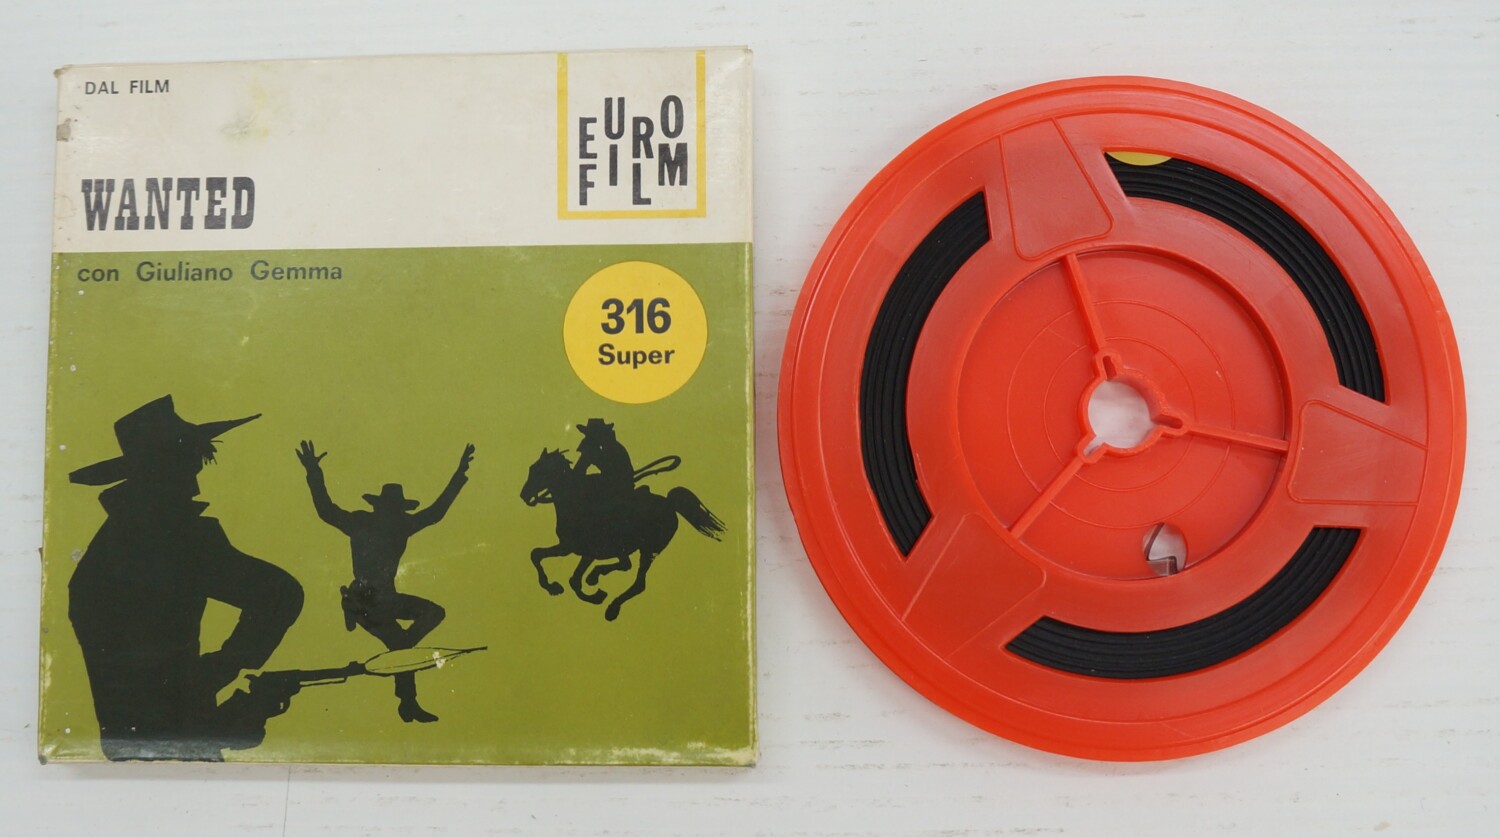 DAL FILM
EURO
FILM
WANTED
con Giuliano Gemma
316
Super